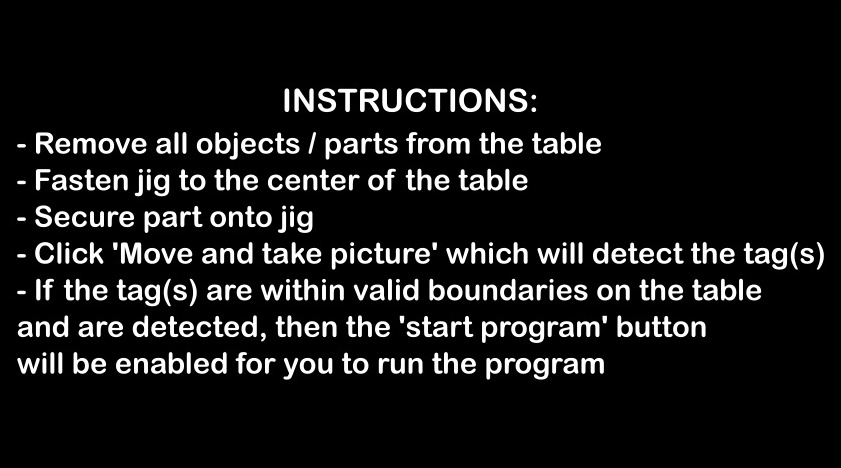 INSTRUCTIONS:
- Remove all objects / parts from the table
- Fasten jig to the center of the table
- Secure part onto jig
- Click 'Move and take picture' which will detect the tag(s)
- If the tag(s) are within valid boundaries on the table
and are detected, then the 'start program' button
will be enabled for you to run the program